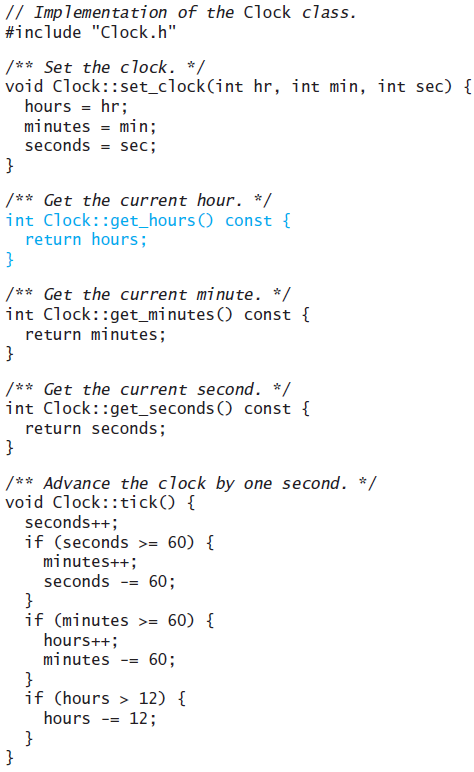 // Implementation of the Clock class.
#include "Clock.h"

/** Set the clock. */
void Clock::set_clock(int hr, int min, int sec) {
  hours = hr;
  minutes = min;
  seconds = sec;
}

/** Get the current hour. */
int Clock::get_hours() const {
  return hours;
}

/** Get the current minute. */
int Clock::get_minutes() const {
  return minutes;
}

/** Get the current second. */
int Clock::get_seconds() const {
  return seconds;
}

/** Advance the clock by one second. */
void Clock::tick() {
  seconds++;
  if (seconds >= 60) {
    minutes++;
    seconds -= 60;
  }
  if (minutes >= 60) {
    hours++;
    minutes -= 60;
  }
  if (hours > 12) {
    hours -= 12;
  }
}